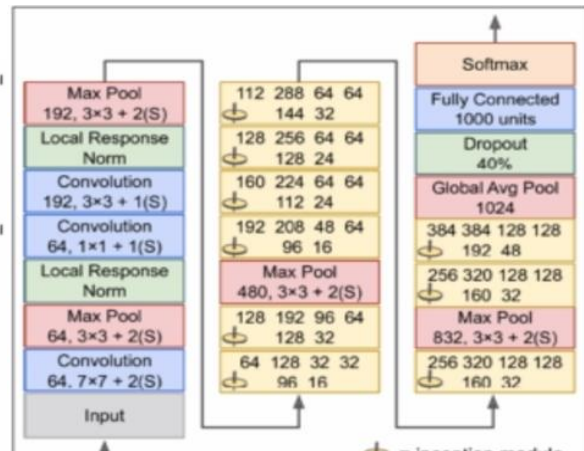 Max Pool
192, 3×3 + 2(S)
Local Response
Norm
Convolution
192, 3×3 + 1(S)
Convolution
64, 1×1 + 1(S)
Local Response
Norm
Max Pool
64, 3×3 + 2(S)
Convolution
64, 7×7 + 2(S)
Input
112 288 64 64
144 32
128 256 64 64
128 24
160 224 64 64
112 24
192 208 48 64
96 16
Max Pool
480, 3×3 + 2(S)
128 192 96 64
128 32
64 128 32 32
96 16
Softmax
Fully Connected
1000 units
Dropout
40%
Global Avg Pool
1024
384 384 128 128
192 48
256 320 128 128
160 32
Max Pool
832, 3×3 + 2(S)
256 320 128 128
160 32
= inception module